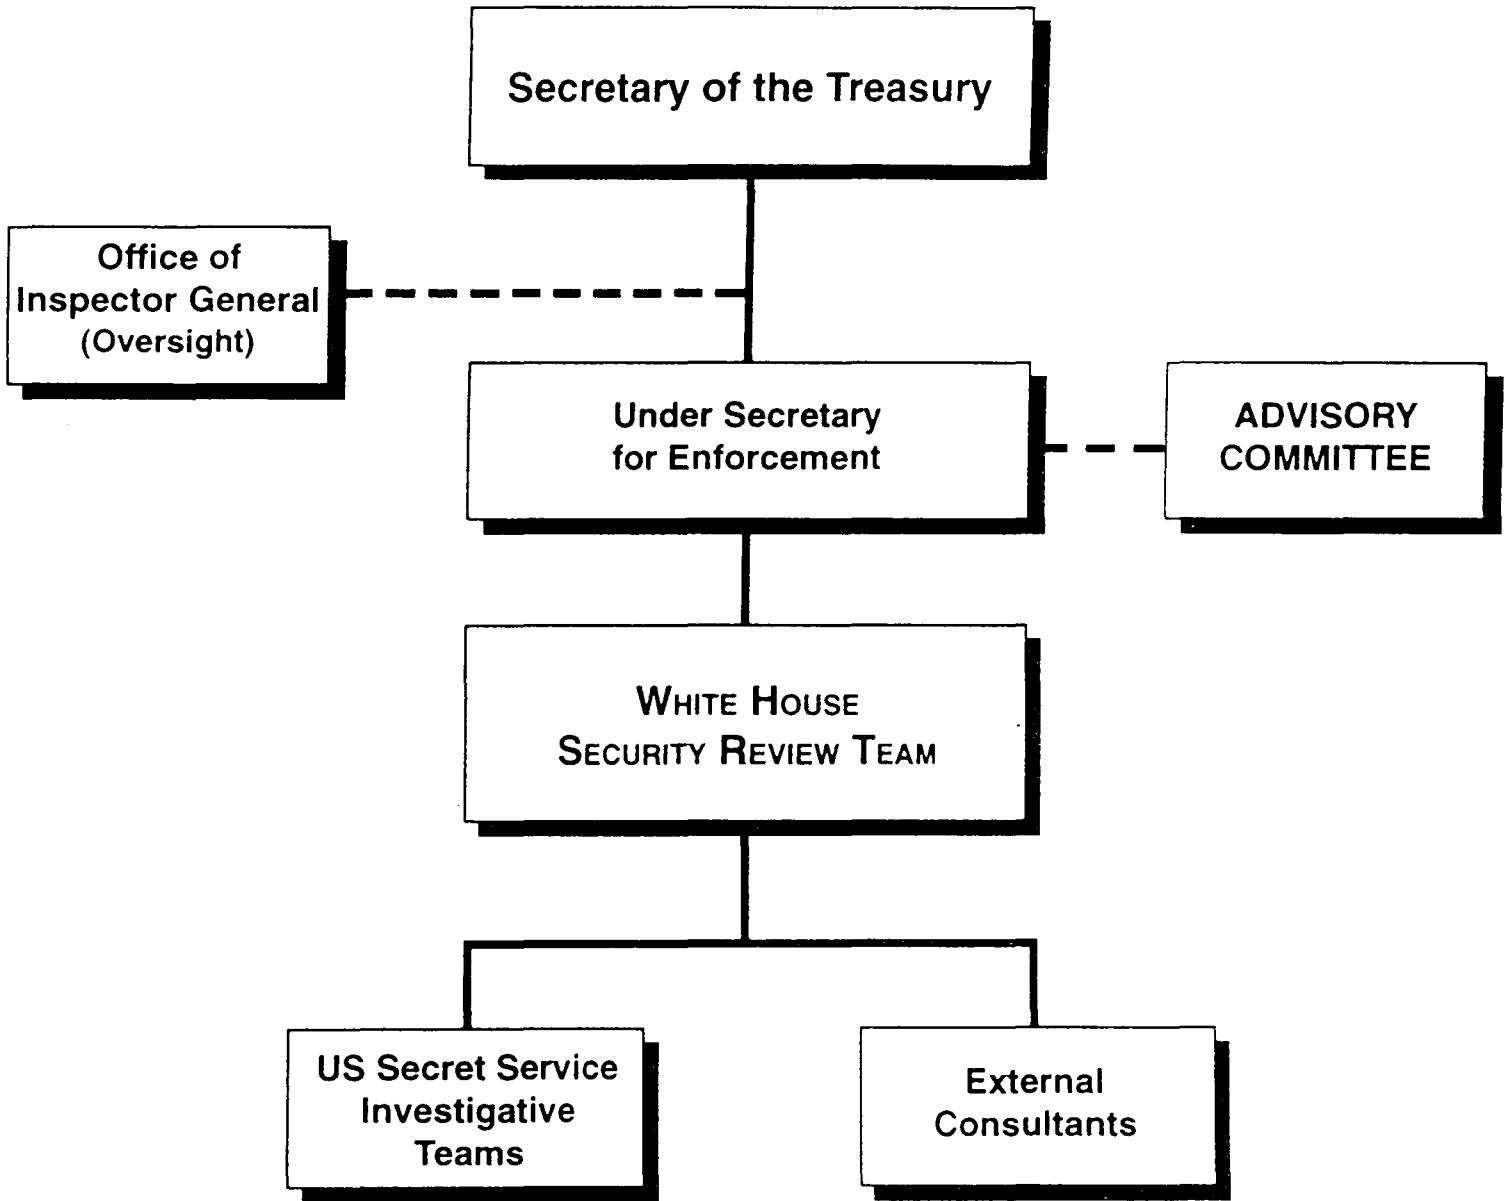 Secretary of the Treasury
Office of
Inspector General
(Oversight)
Under Secretary
for Enforcement
ADVISORY
COMMITTEE
WHITE HOUSE
SECURITY REVIEW TEAM
US Secret Service
Investigative
Teams
External
Consultants